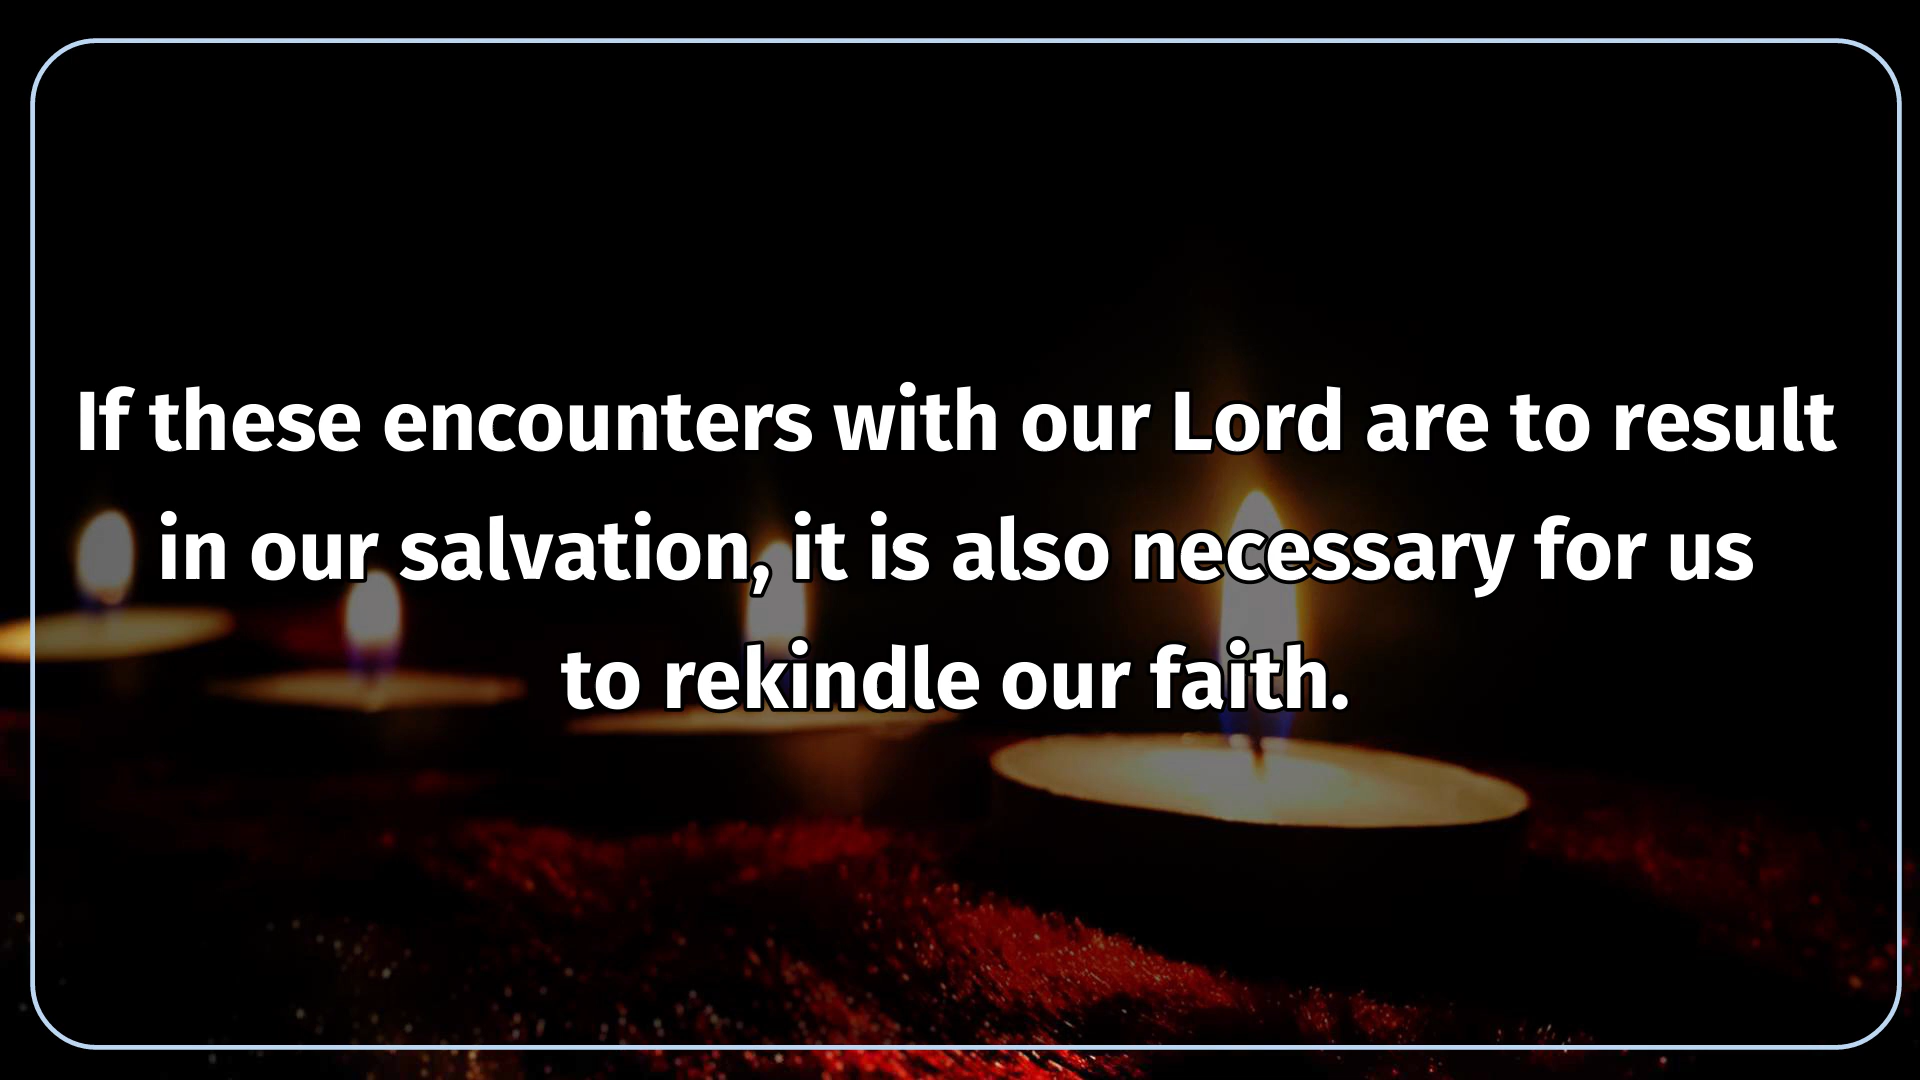 If these encounters with our Lord are to result
in our salvation, it is also necessary for us
to rekindle our faith.